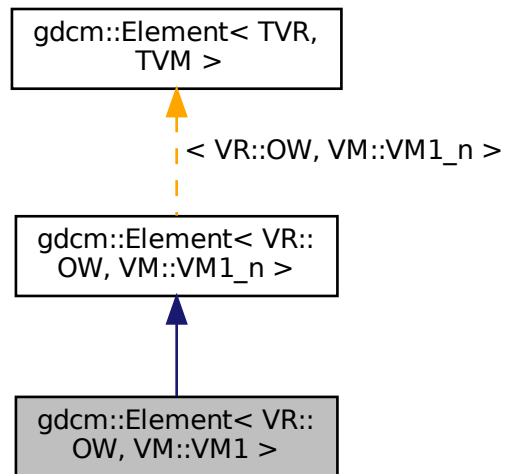 gdcm::Element< TVR,
TVM >
< VR::OW, VM::VM1_n >
gdcm::Element< VR::
OW, VM::VM1_n >
gdcm::Element< VR::
OW, VM::VM1 >